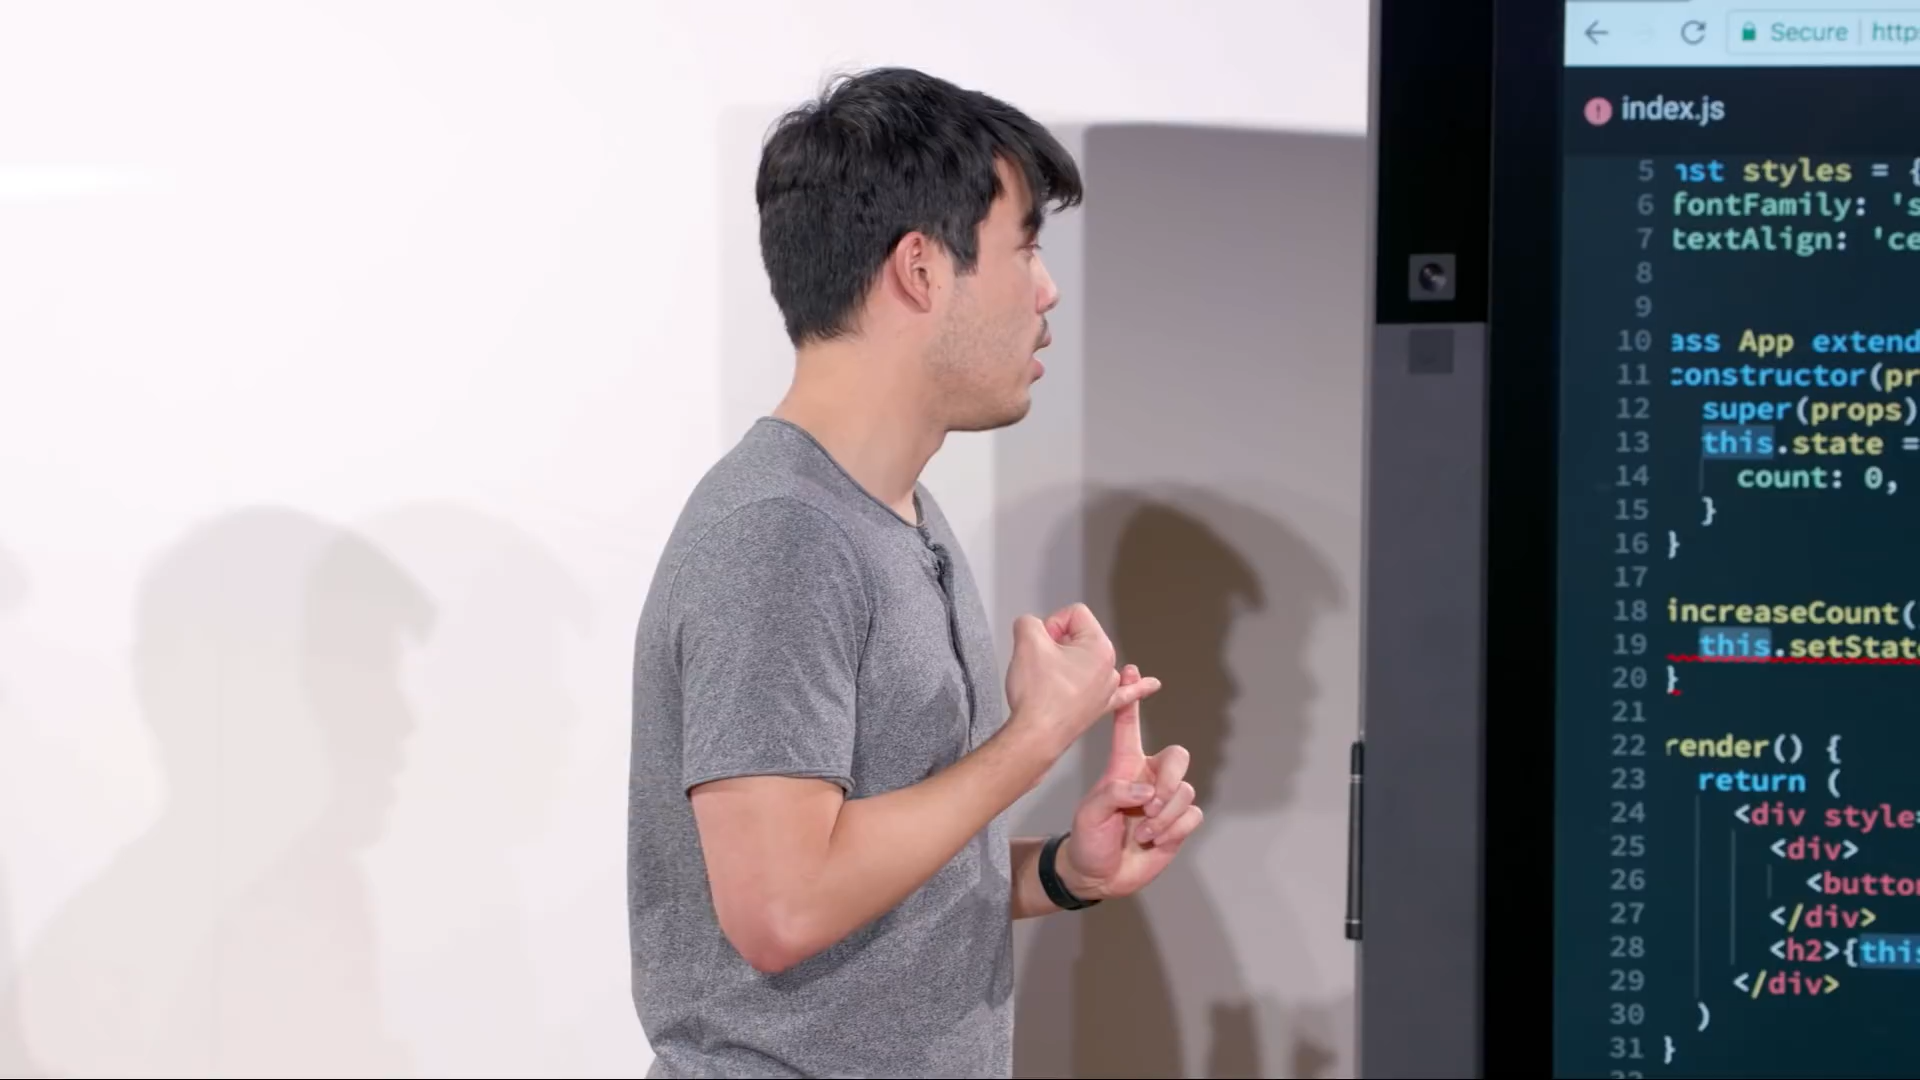 Secure
index.js
5 nst styles = {
6 fontFamily: 's
7 textAlign: 'ce
8
9
10 ass App extend
11 constructor(pr
12 super(props)
13 this.state =
14 count: 0,
15 }
16 }
17
18 increaseCount(
19 this.setState
20 }
21
22 render() {
23 return (
24 <div style=
25 <div>
26 <button
27 </div>
28 <h2>{this
29 </div>
30 )
31 }